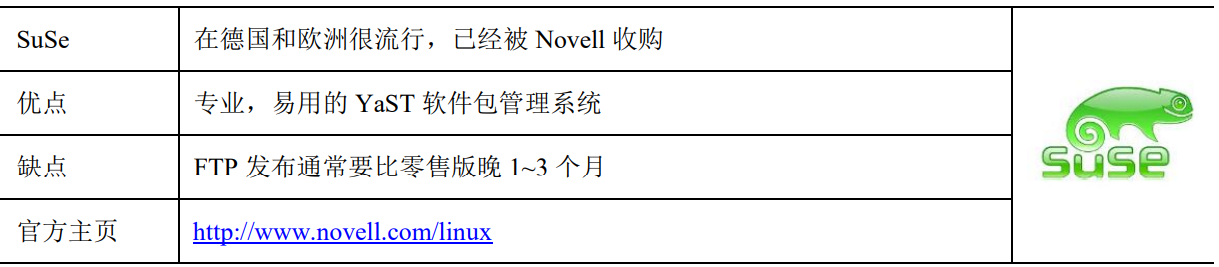 SuSe 在德国和欧洲很流行，已经被 Novell 收购
优点 专业，易用的 YaST 软件包管理系统
缺点 FTP 发布通常要比零售版晚 1~3 个月
官方主页 http://www.novell.com/linux
SUSE